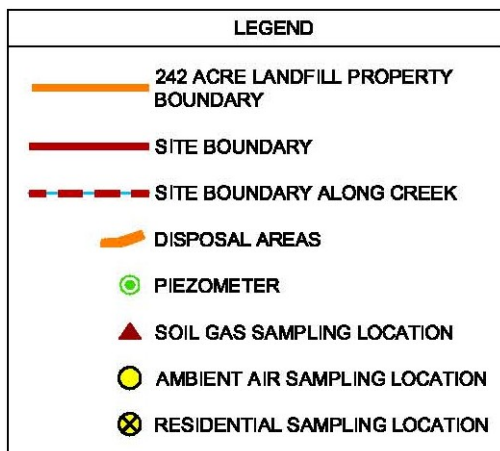 LEGEND
242 ACRE LANDFILL PROPERTY
BOUNDARY
SITE BOUNDARY
SITE BOUNDARY ALONG CREEK
DISPOSAL AREAS
PIEZOMETER
SOIL GAS SAMPLING LOCATION
AMBIENT AIR SAMPLING LOCATION
RESIDENTIAL SAMPLING LOCATION